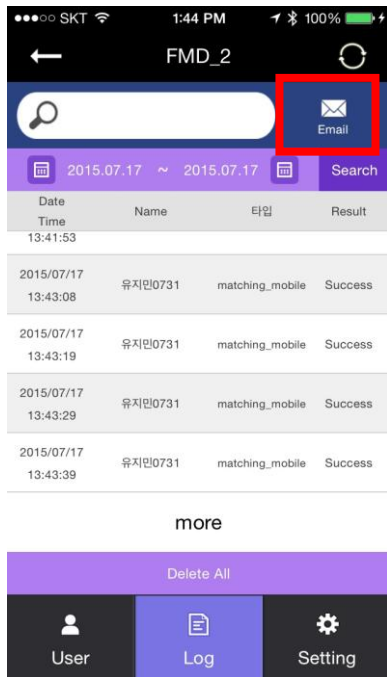 SKT 1:44 PM 100%
FMD_2
Email
2015.07.17 ~ 2015.07.17 Search
Date
Time Name 타입 Result
13:41:53
2015/07/17
13:43:08 유지민0731 matching_mobile Success
2015/07/17
13:43:19 유지민0731 matching_mobile Success
2015/07/17
13:43:29 유지민0731 matching_mobile Success
2015/07/17
13:43:39 유지민0731 matching_mobile Success
more
Delete All
User Log Setting